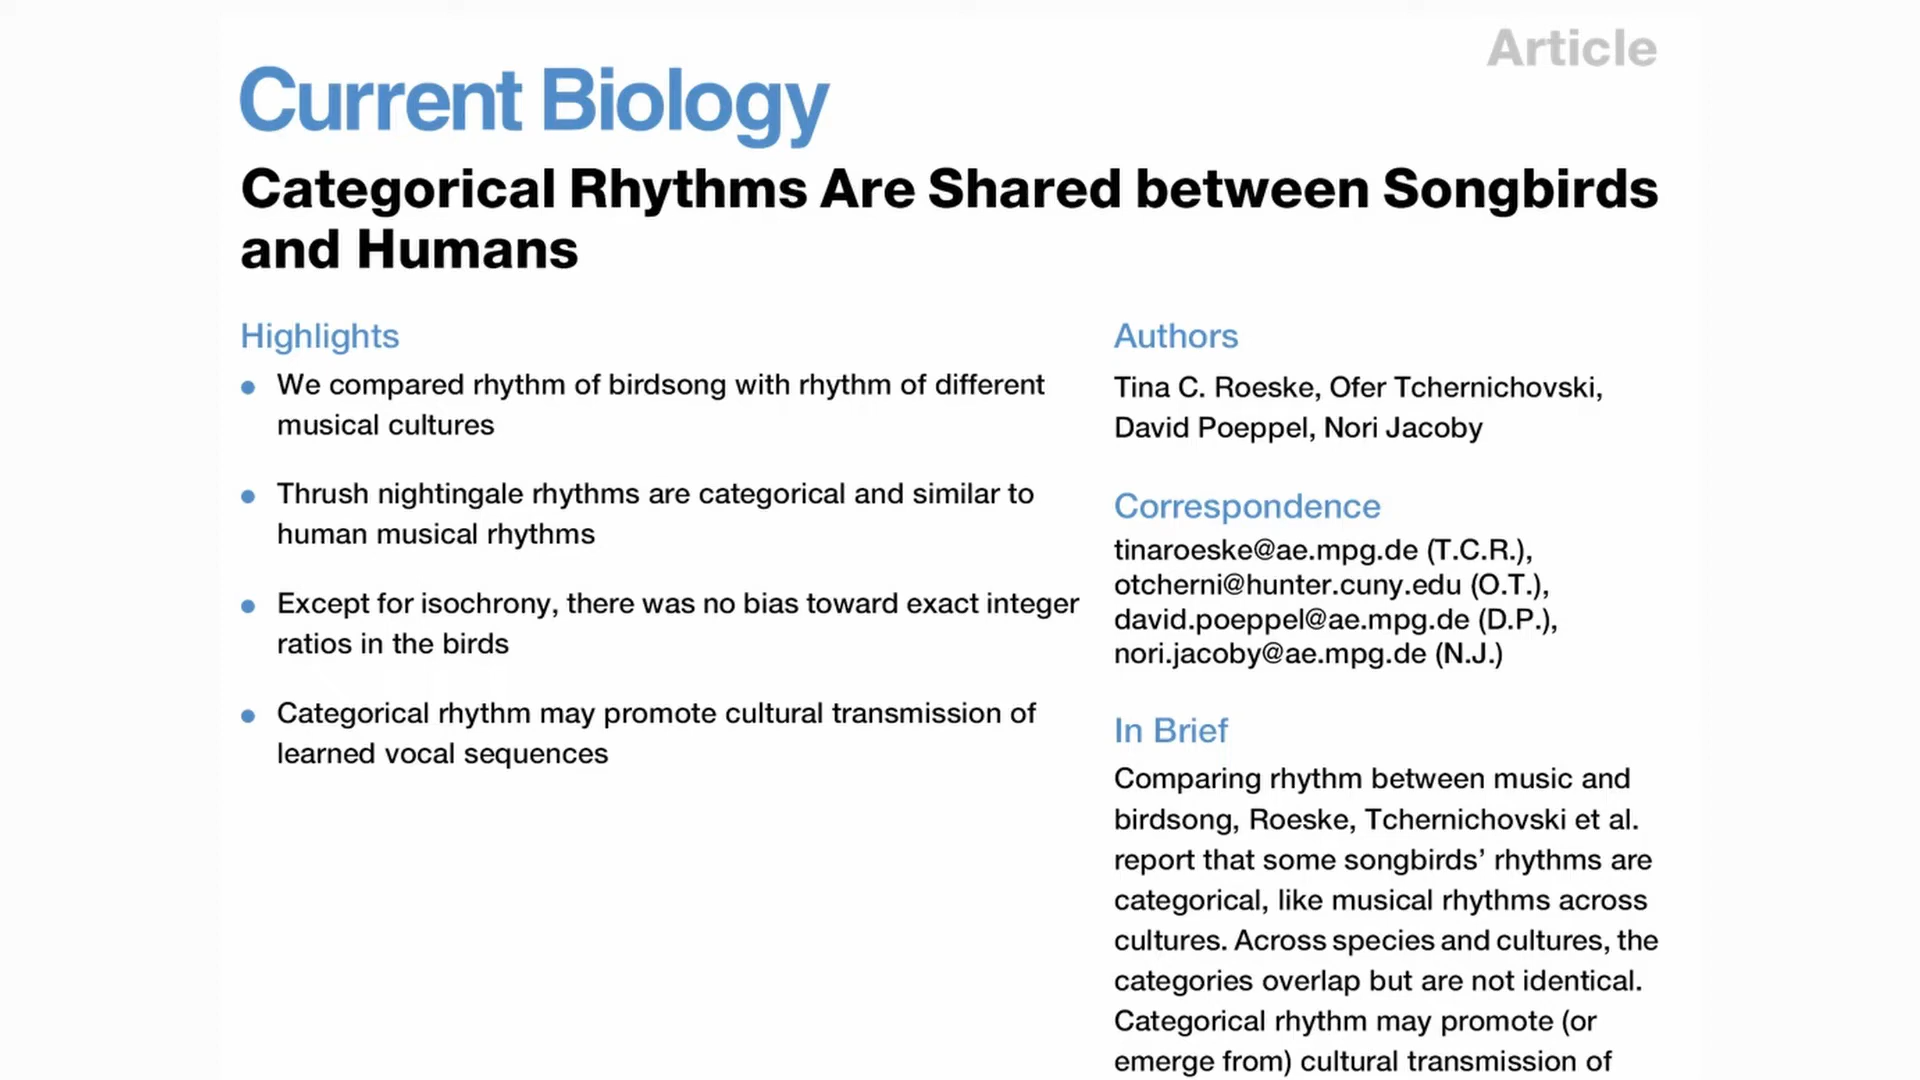 Article
Current Biology
Categorical Rhythms Are Shared between Songbirds
and Humans
Highlights
• We compared rhythm of birdsong with rhythm of different
musical cultures
• Thrush nightingale rhythms are categorical and similar to
human musical rhythms
• Except for isochrony, there was no bias toward exact integer
ratios in the birds
• Categorical rhythm may promote cultural transmission of
learned vocal sequences
Authors
Tina C. Roeske, Ofer Tchernichovski,
David Poeppel, Nori Jacoby
Correspondence
tinaroeske@ae.mpg.de (T.C.R.),
otcherni@hunter.cuny.edu (O.T.),
david.poeppel@ae.mpg.de (D.P.),
nori.jacoby@ae.mpg.de (N.J.)
In Brief
Comparing rhythm between music and
birdsong, Roeske, Tchernichovski et al.
report that some songbirds’ rhythms are
categorical, like musical rhythms across
cultures. Across species and cultures, the
categories overlap but are not identical.
Categorical rhythm may promote (or
emerge from) cultural transmission of